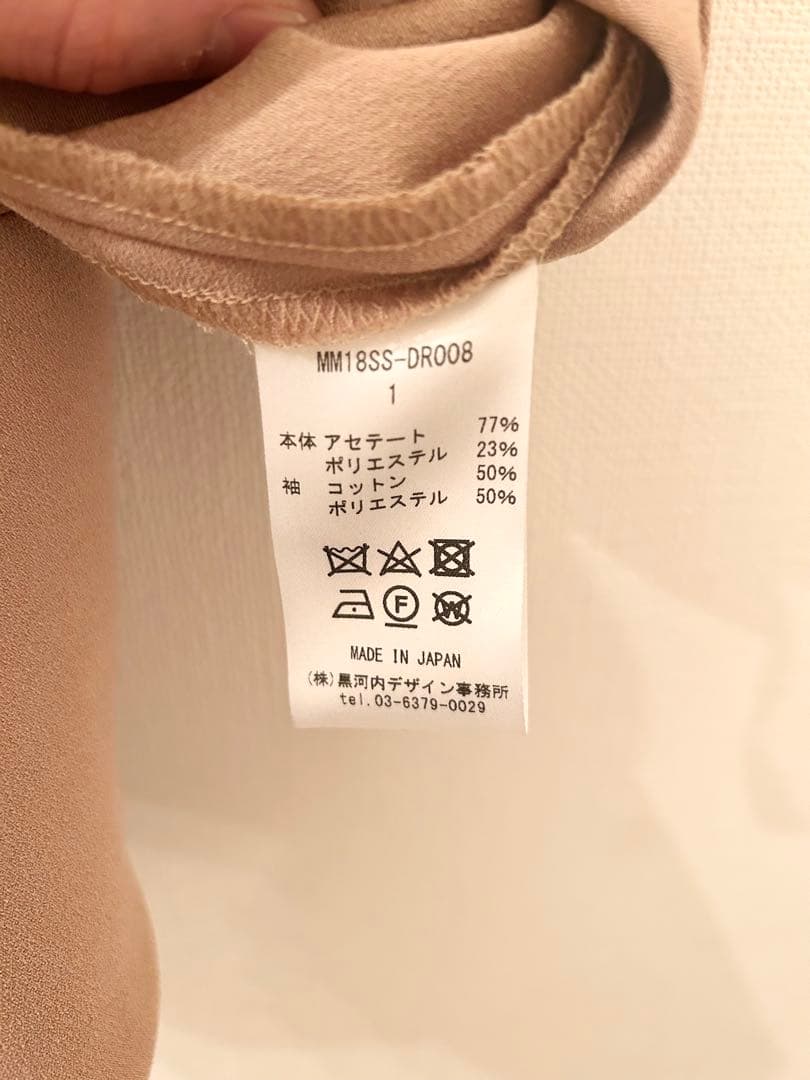 MM18SS-DR008
1
本体 アセテート 77%
ポリエステル 23%
袖 コットン 50%
ポリエステル 50%
F W
MADE IN JAPAN
(株)黒河内デザイン事務所
tel.03-6379-0029